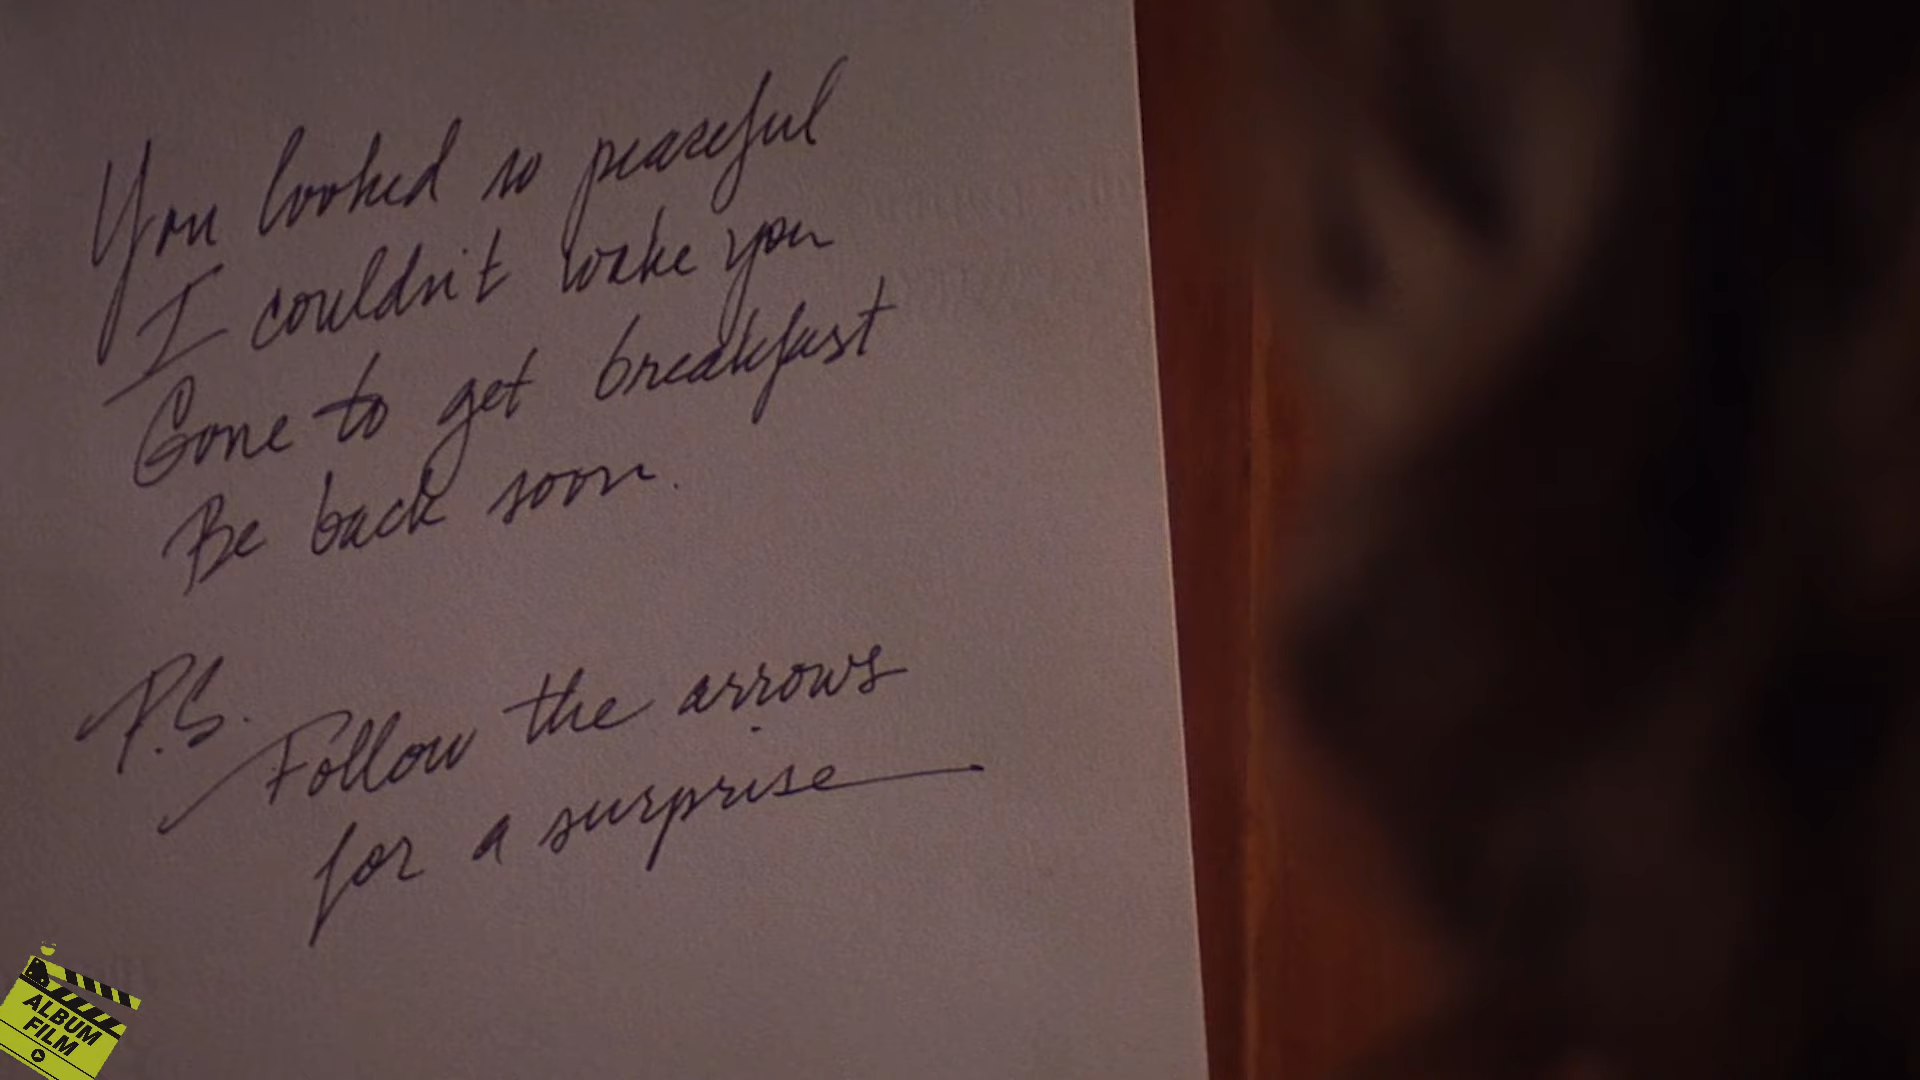 You looked so peaceful
I couldn't wake you
Gone to get breakfast
Be back soon.
P.S.
Follow the arrows
for a surprise
ALBUM
FILM